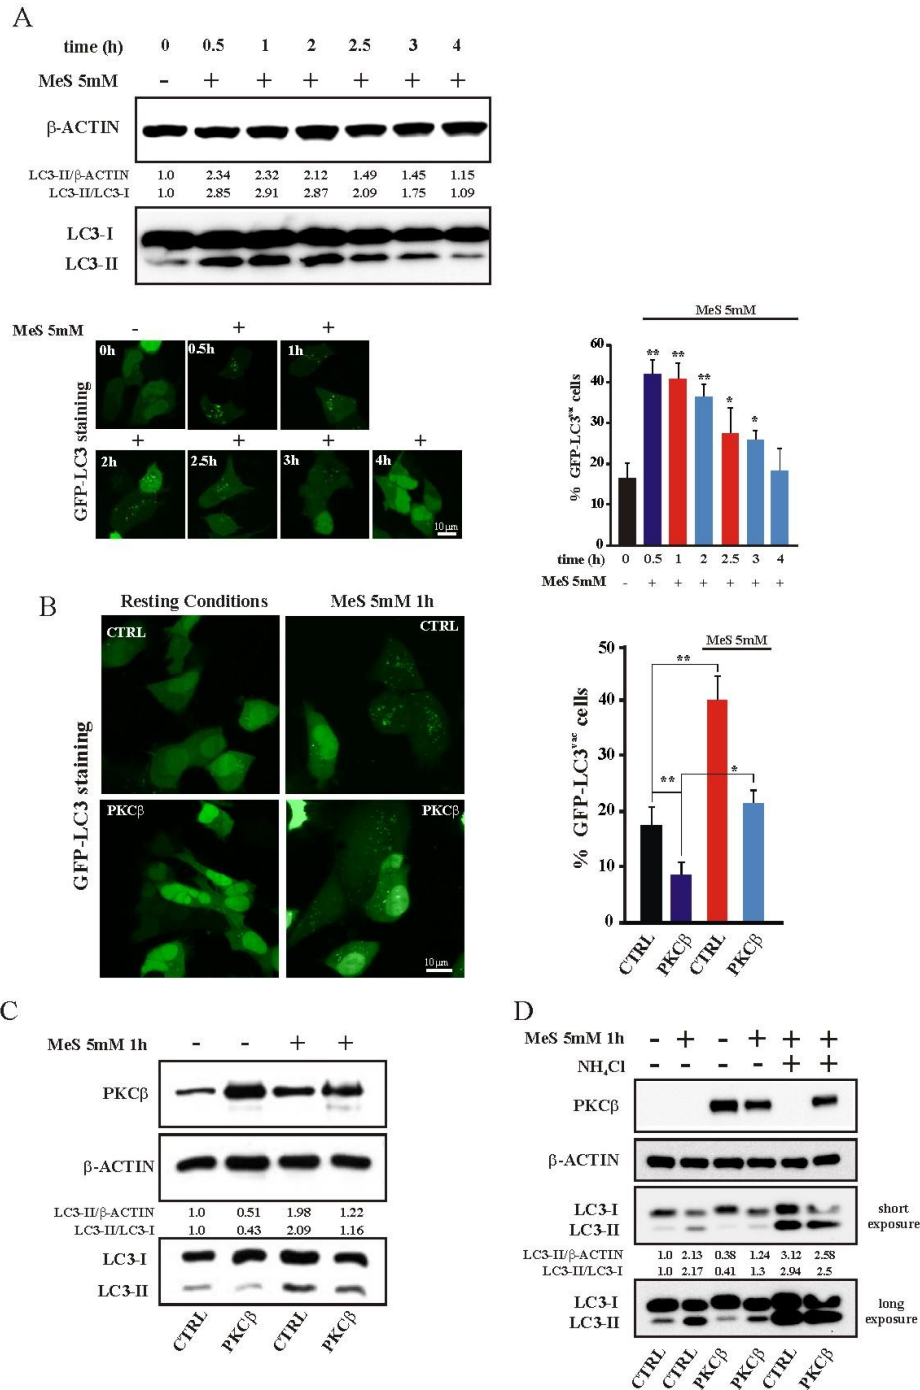 A
time (h) 0 0.5 1 2 2.5 3 4
MeS 5mM - + + + + + +
β-ACTIN
LC3-II/β-ACTIN 1.0 2.34 2.32 2.12 1.49 1.45 1.15
LC3-II/LC3-I 1.0 2.85 2.91 2.87 2.09 1.75 1.09
LC3-I
LC3-II
MeS 5mM - + +
GFP-LC3 staining
0h 0.5h 1h
+ + + +
2h 2.5h 3h 4h
10 μm
MeS 5mM
% GFP-LC3vac cells
60
40
30
20
10
0
** ** ** * *
time (h) 0 0.5 1 2 2.5 3 4
MeS 5mM - + + + + + +
B
Resting Conditions MeS 5mM 1h
GFP-LC3 staining
CTRL CTRL
PKCβ PKCβ
10 μm
MeS 5mM
% GFP-LC3vac cells
50
40
30
20
10
0
**
** *
CTRL PKCβ CTRL PKCβ
C
MeS 5mM 1h - - + +
PKCβ
β-ACTIN
LC3-II/β-ACTIN 1.0 0.51 1.98 1.22
LC3-II/LC3-I 1.0 0.43 2.09 1.16
LC3-I
LC3-II
CTRL PKCβ CTRL PKCβ
D
MeS 5mM 1h - + - + + +
NH4Cl - - - - + +
PKCβ
β-ACTIN
LC3-I
LC3-II
short
exposure
LC3-II/β-ACTIN 1.0 2.13 0.38 1.24 3.12 2.58
LC3-II/LC3-I 1.0 2.17 0.41 1.3 2.94 2.5
LC3-I
LC3-II
long
exposure
CTRL CTRL PKCβ PKCβ CTRL PKCβ